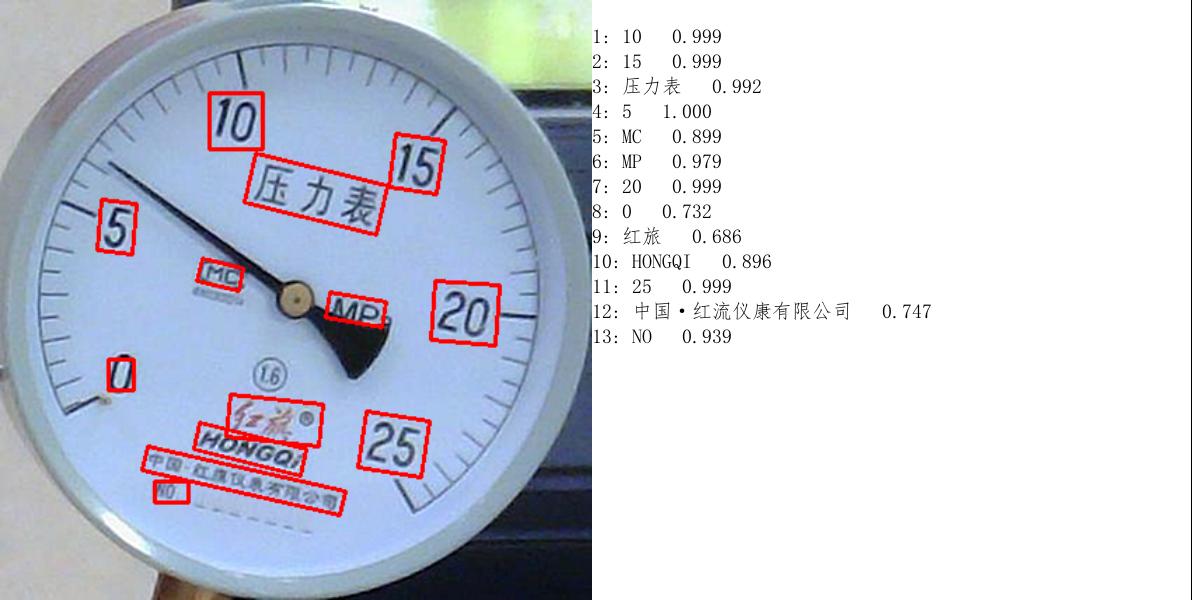 10
15
压力表
5
MC
MPa
20
0
1.6
红旗®
HONGQi
25
中国·红旗仪表有限公司
NO
1: 10 0.999
2: 15 0.999
3: 压力表 0.992
4: 5 1.000
5: MC 0.899
6: MP 0.979
7: 20 0.999
8: 0 0.732
9: 红旅 0.686
10: HONGQI 0.896
11: 25 0.999
12: 中国·红流仪康有限公司 0.747
13: NO 0.939